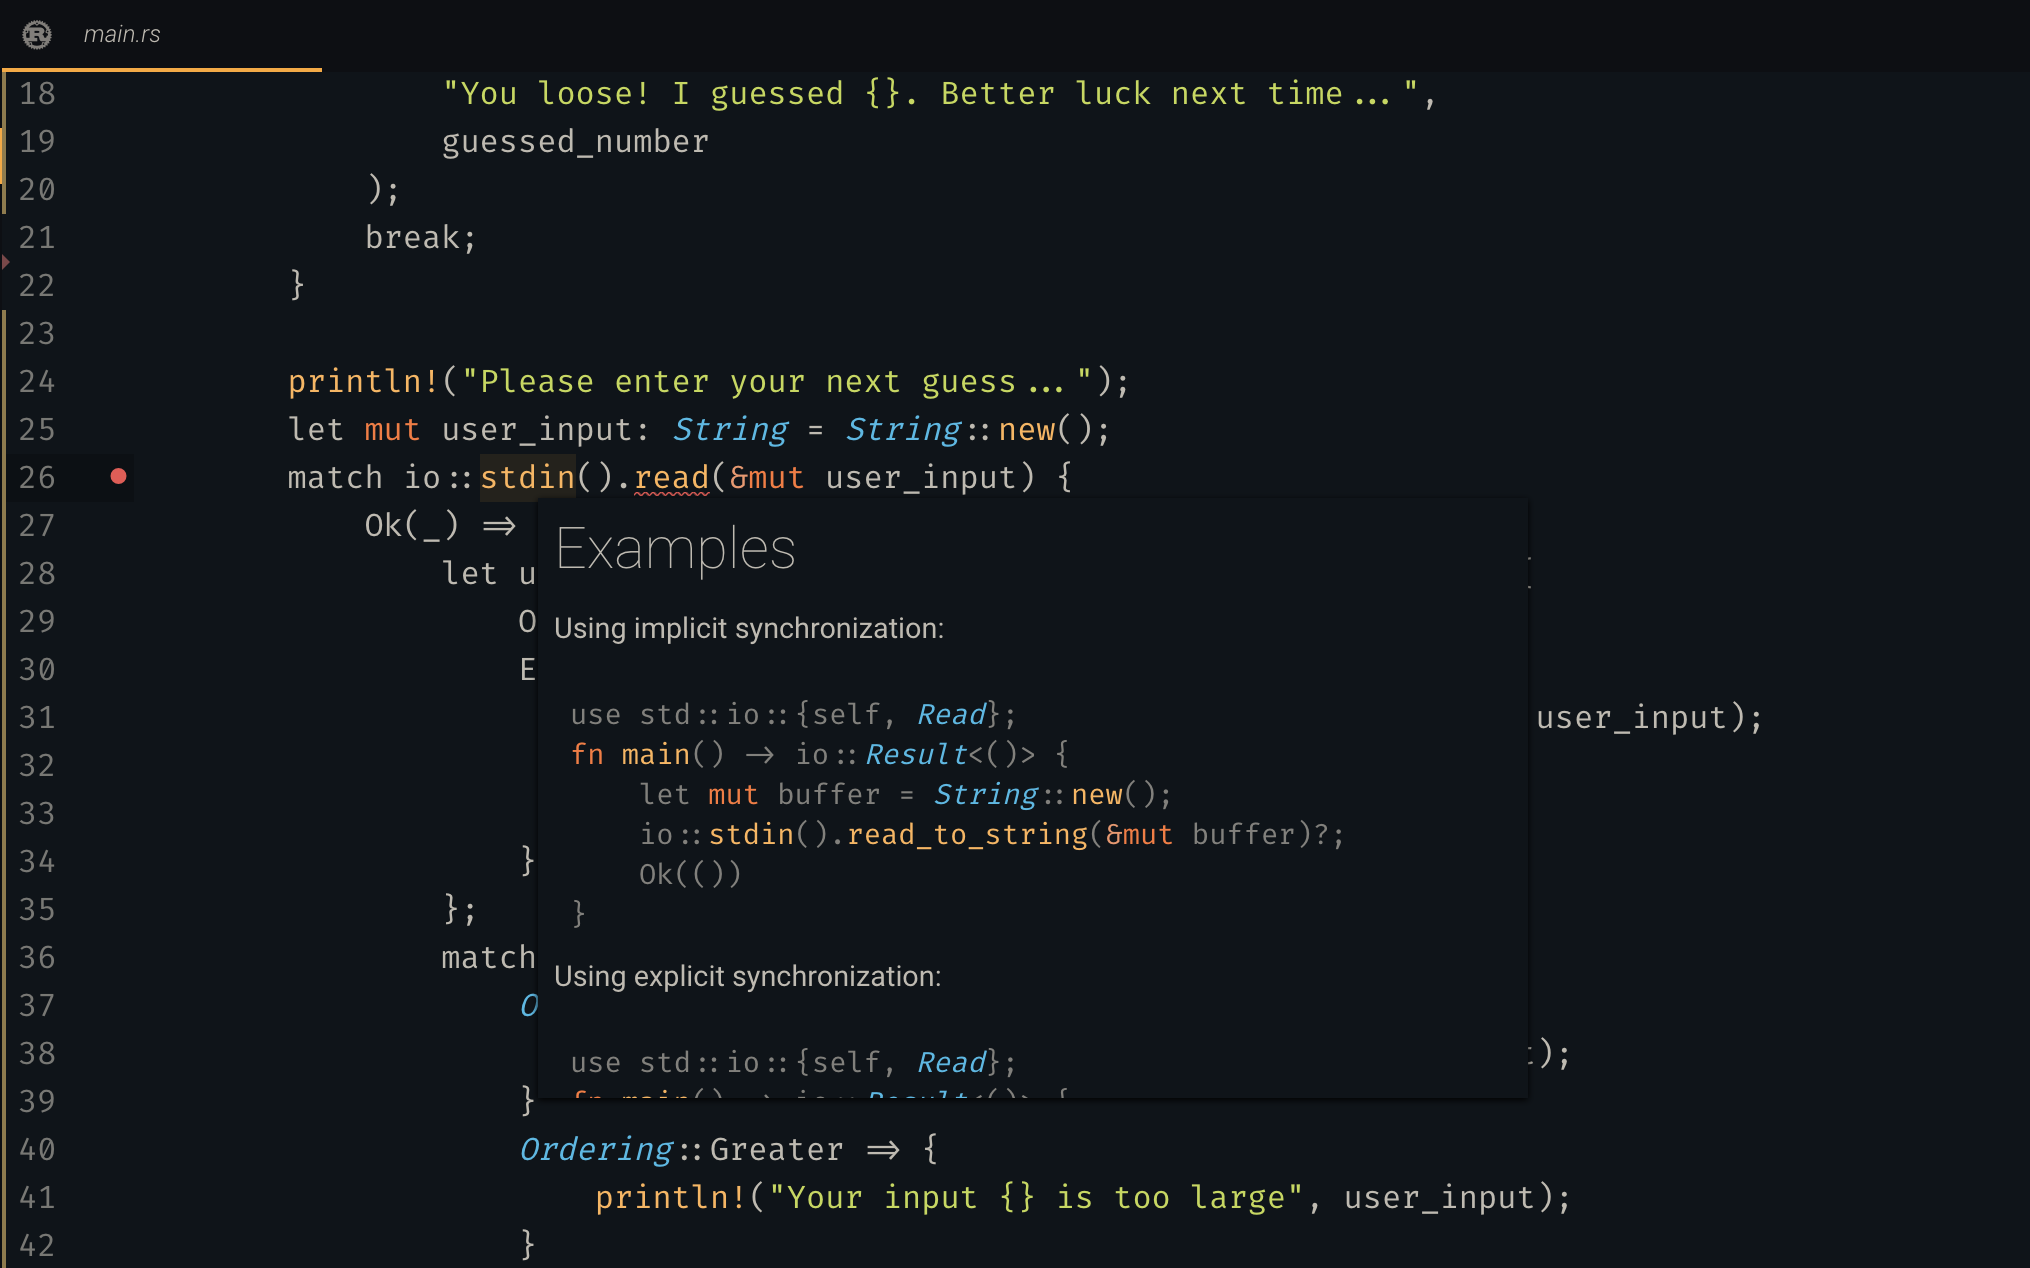 main.rs
18 "You loose! I guessed {}. Better luck next time...",
19 guessed_number
20 );
21 break;
22 }
23
24 println!("Please enter your next guess...");
25 let mut user_input: String = String::new();
26 match io::stdin().read(&mut user_input) {
27 Ok(_) =>
28 let u
29 O
30 E
31 user_input);
32
33
34 }
35 };
36 match
37 O
38 );
39 }
40 Ordering::Greater => {
41 println!("Your input {} is too large", user_input);
42 }
Examples
Using implicit synchronization:
use std::io::{self, Read};
fn main() -> io::Result<()> {
let mut buffer = String::new();
io::stdin().read_to_string(&mut buffer)?;
Ok(())
}
Using explicit synchronization:
use std::io::{self, Read};
fn main() -> io::Result<()> {